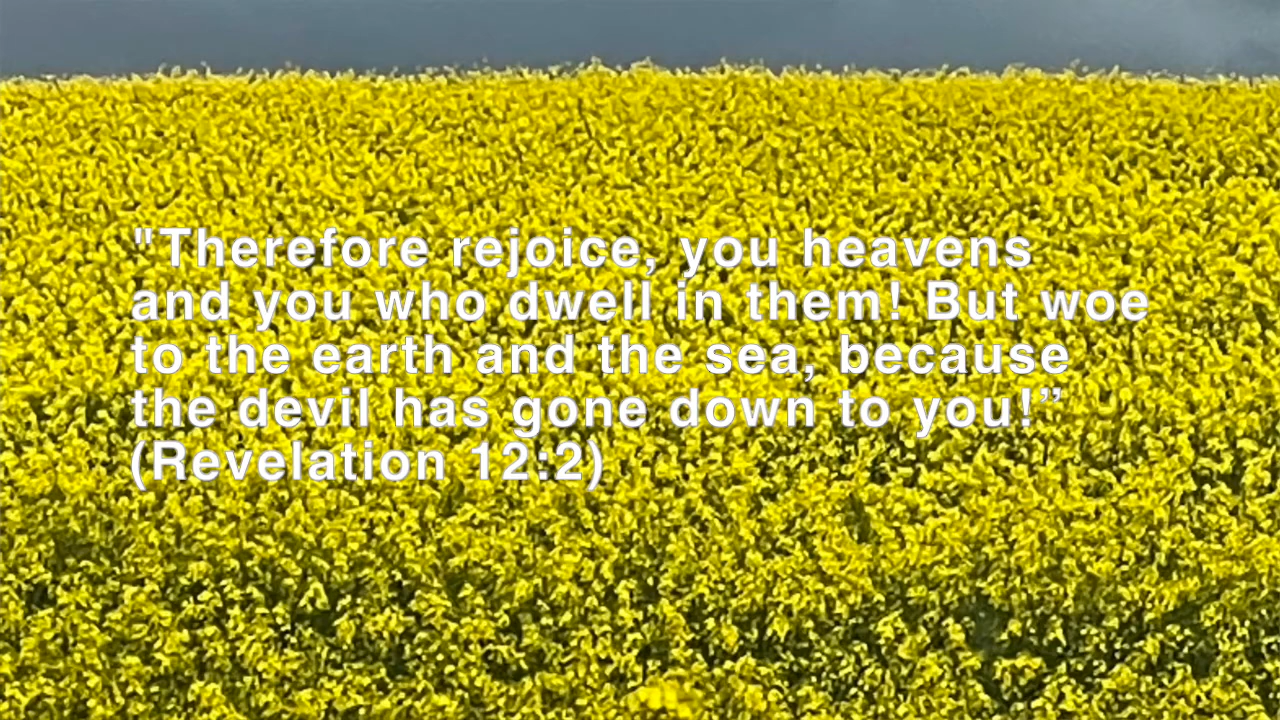 "Therefore rejoice, you heavens
and you who dwell in them! But woe
to the earth and the sea, because
the devil has gone down to you!”
(Revelation 12:2)